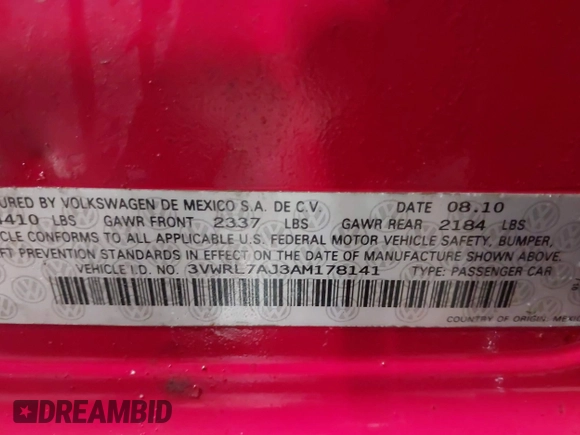 URED BY VOLKSWAGEN DE MEXICO S.A. DE C.V. DATE 08.10
4410 LBS GAWR FRONT 2337 LBS GAWR REAR 2184 LBS
CLE CONFORMS TO ALL APPLICABLE U.S. FEDERAL MOTOR VEHICLE SAFETY, BUMPER,
FT PREVENTION STANDARDS IN EFFECT ON THE DATE OF MANUFACTURE SHOWN ABOVE
VEHICLE I.D. NO. 3VWRL7AJ3AM178141 TYPE: PASSENGER CAR
COUNTRY OF ORIGIN, MEXI
DREAMBID